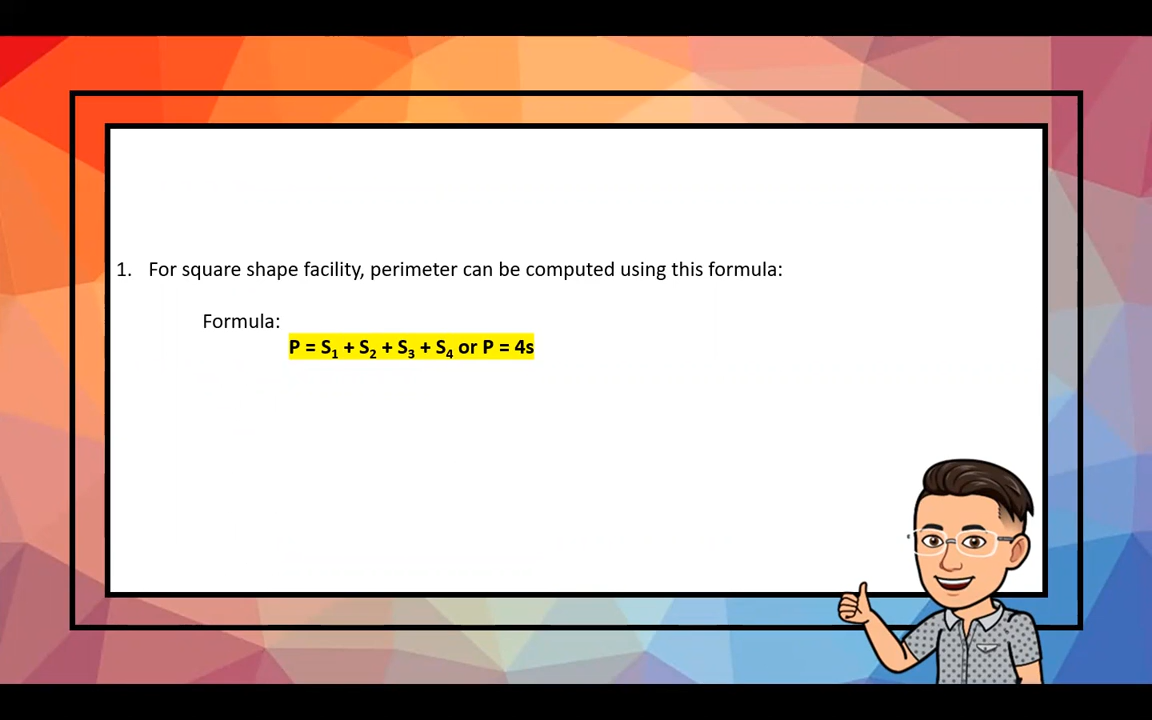 1. For square shape facility, perimeter can be computed using this formula:
Formula:
P = S₁ + S₂ + S₃ + S₄ or P = 4s